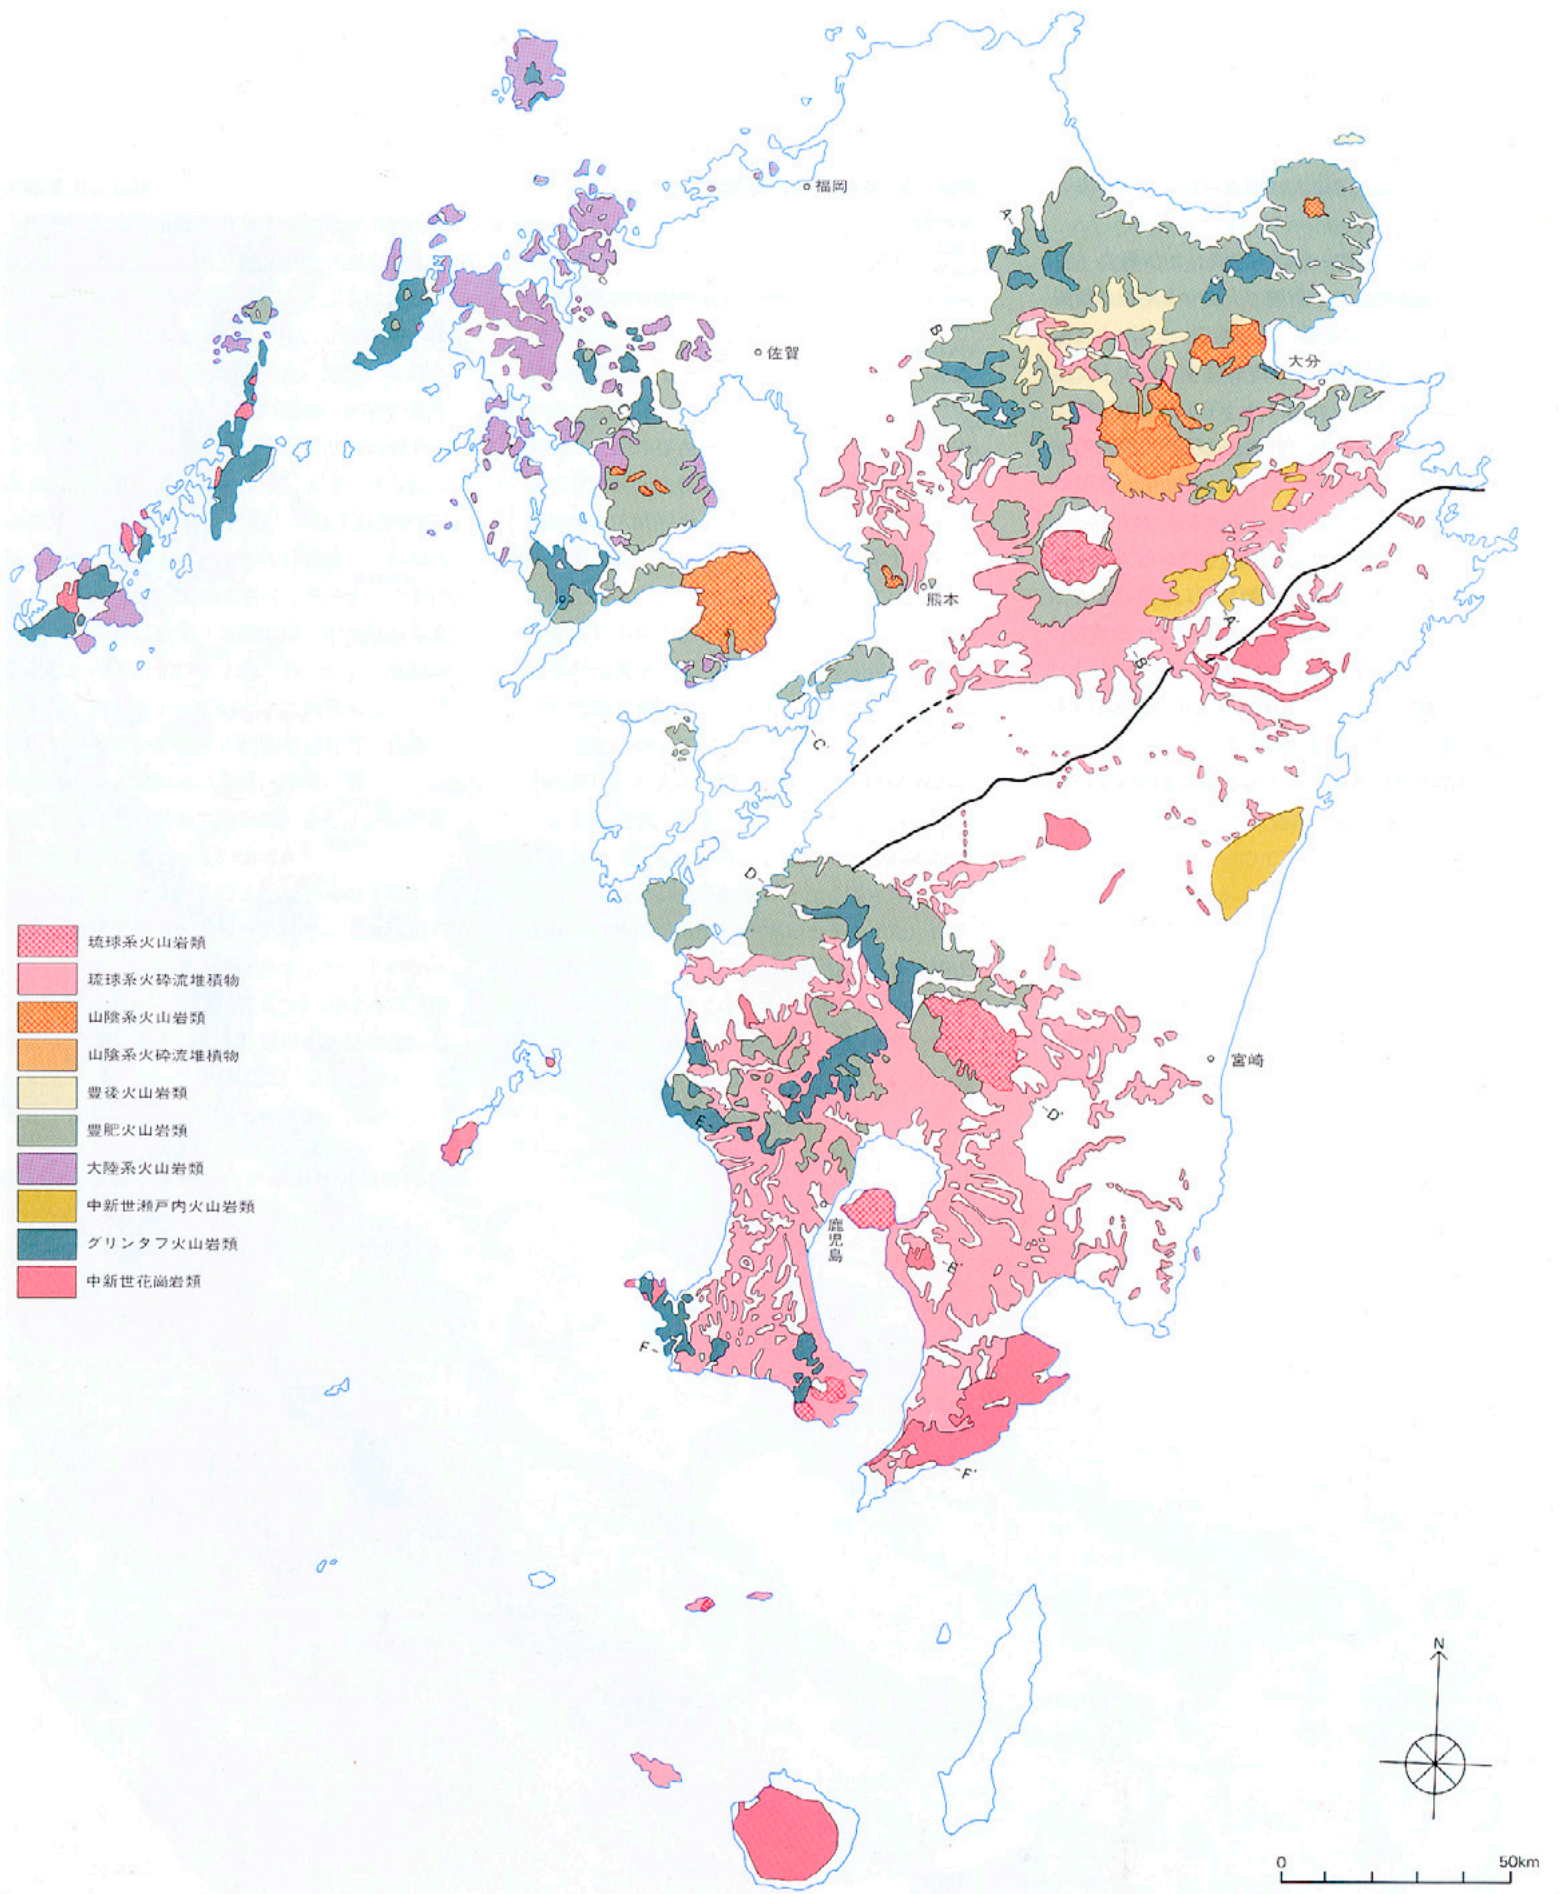 福岡
A
B
佐賀
大分
熊本
A'
B'
C'
D
琉球系火山岩類
琉球系火砕流堆積物
山陰系火山岩類
山陰系火砕流堆積物
豊後火山岩類
豊肥火山岩類
大陸系火山岩類
中新世瀬戸内火山岩類
グリンタフ火山岩類
中新世花崗岩類
宮崎
D'
E
鹿児島
E'
F
F'
N
0 50km